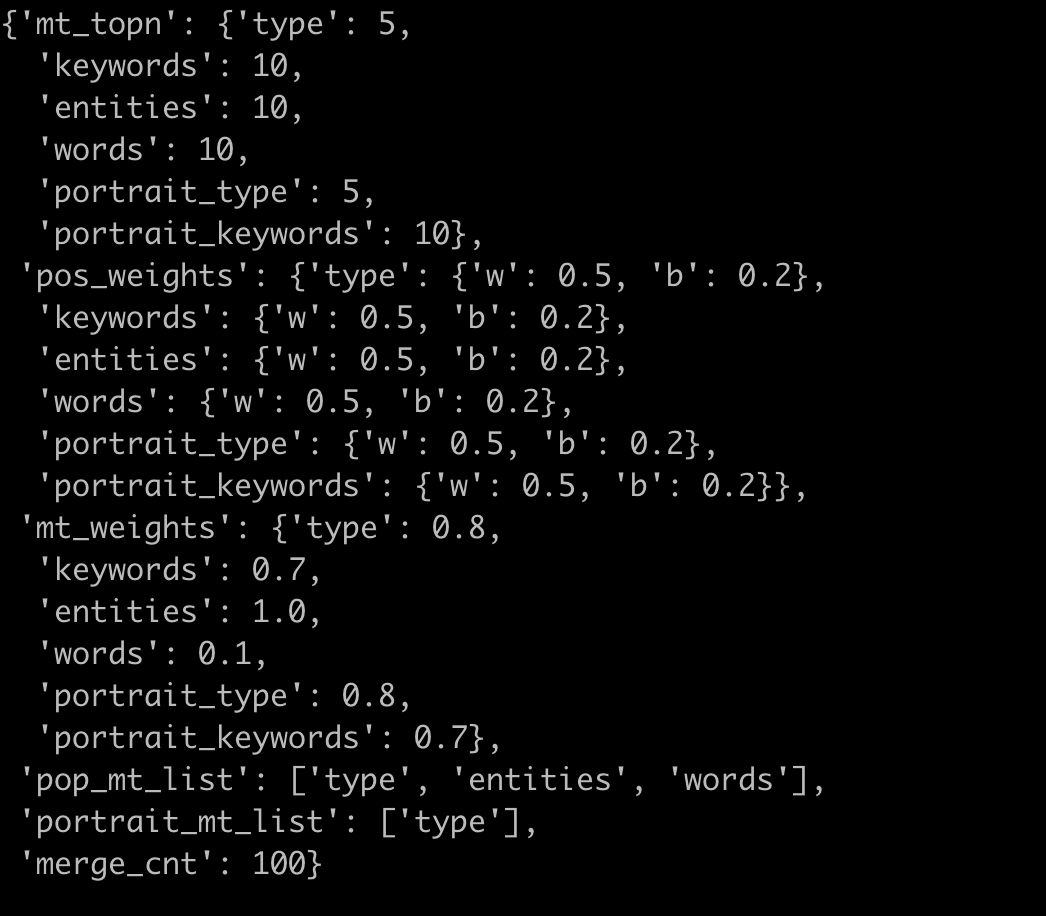 {'mt_topn': {'type': 5,
  'keywords': 10,
  'entities': 10,
  'words': 10,
  'portrait_type': 5,
  'portrait_keywords': 10},
 'pos_weights': {'type': {'w': 0.5, 'b': 0.2},
  'keywords': {'w': 0.5, 'b': 0.2},
  'entities': {'w': 0.5, 'b': 0.2},
  'words': {'w': 0.5, 'b': 0.2},
  'portrait_type': {'w': 0.5, 'b': 0.2},
  'portrait_keywords': {'w': 0.5, 'b': 0.2}},
 'mt_weights': {'type': 0.8,
  'keywords': 0.7,
  'entities': 1.0,
  'words': 0.1,
  'portrait_type': 0.8,
  'portrait_keywords': 0.7},
 'pop_mt_list': ['type', 'entities', 'words'],
 'portrait_mt_list': ['type'],
 'merge_cnt': 100}